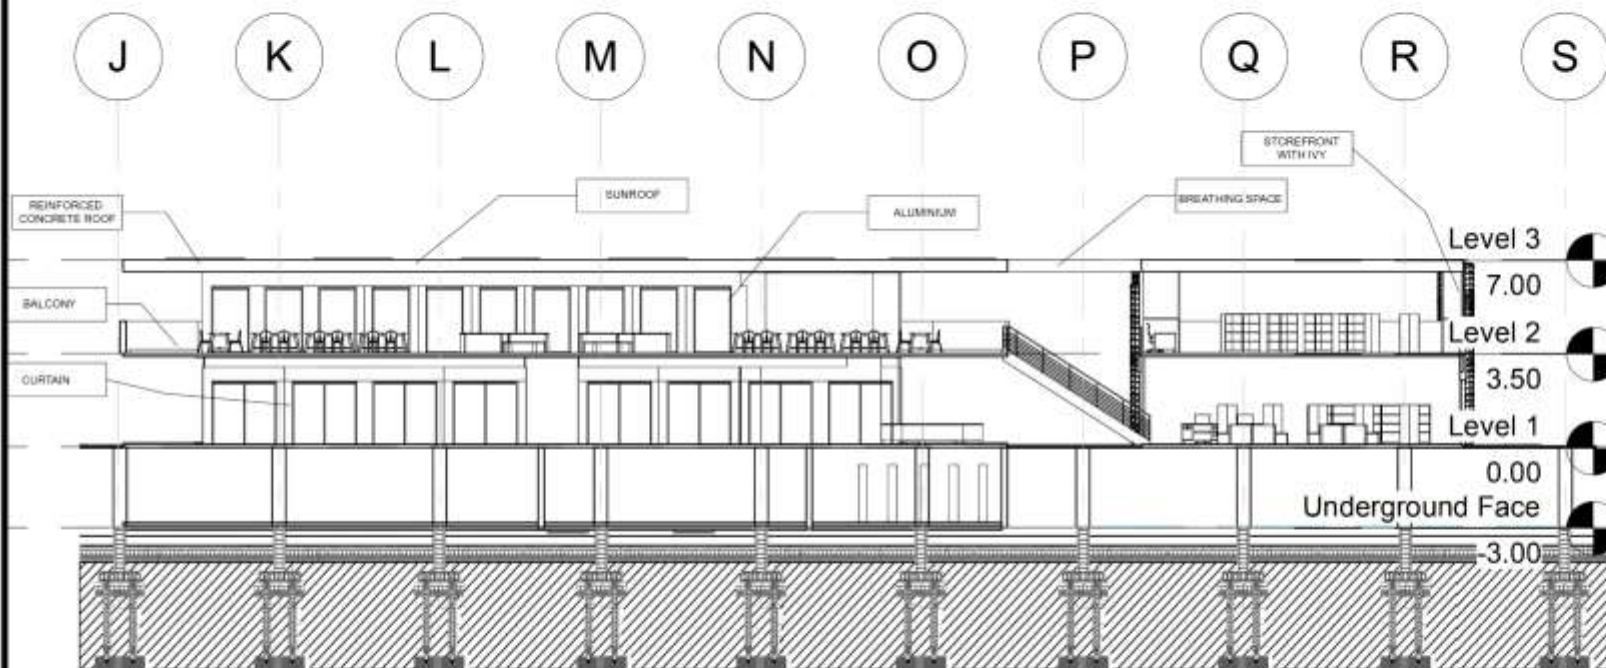 J K L M N O P Q R S
STOREFRONT
WITH IVY
SUNROOF
BREATHING SPACE
REINFORCED
CONCRETE ROOF
ALUMINIUM
Level 3
7.00
BALCONY
Level 2
3.50
CURTAIN
Level 1
0.00
Underground Face
-3.00